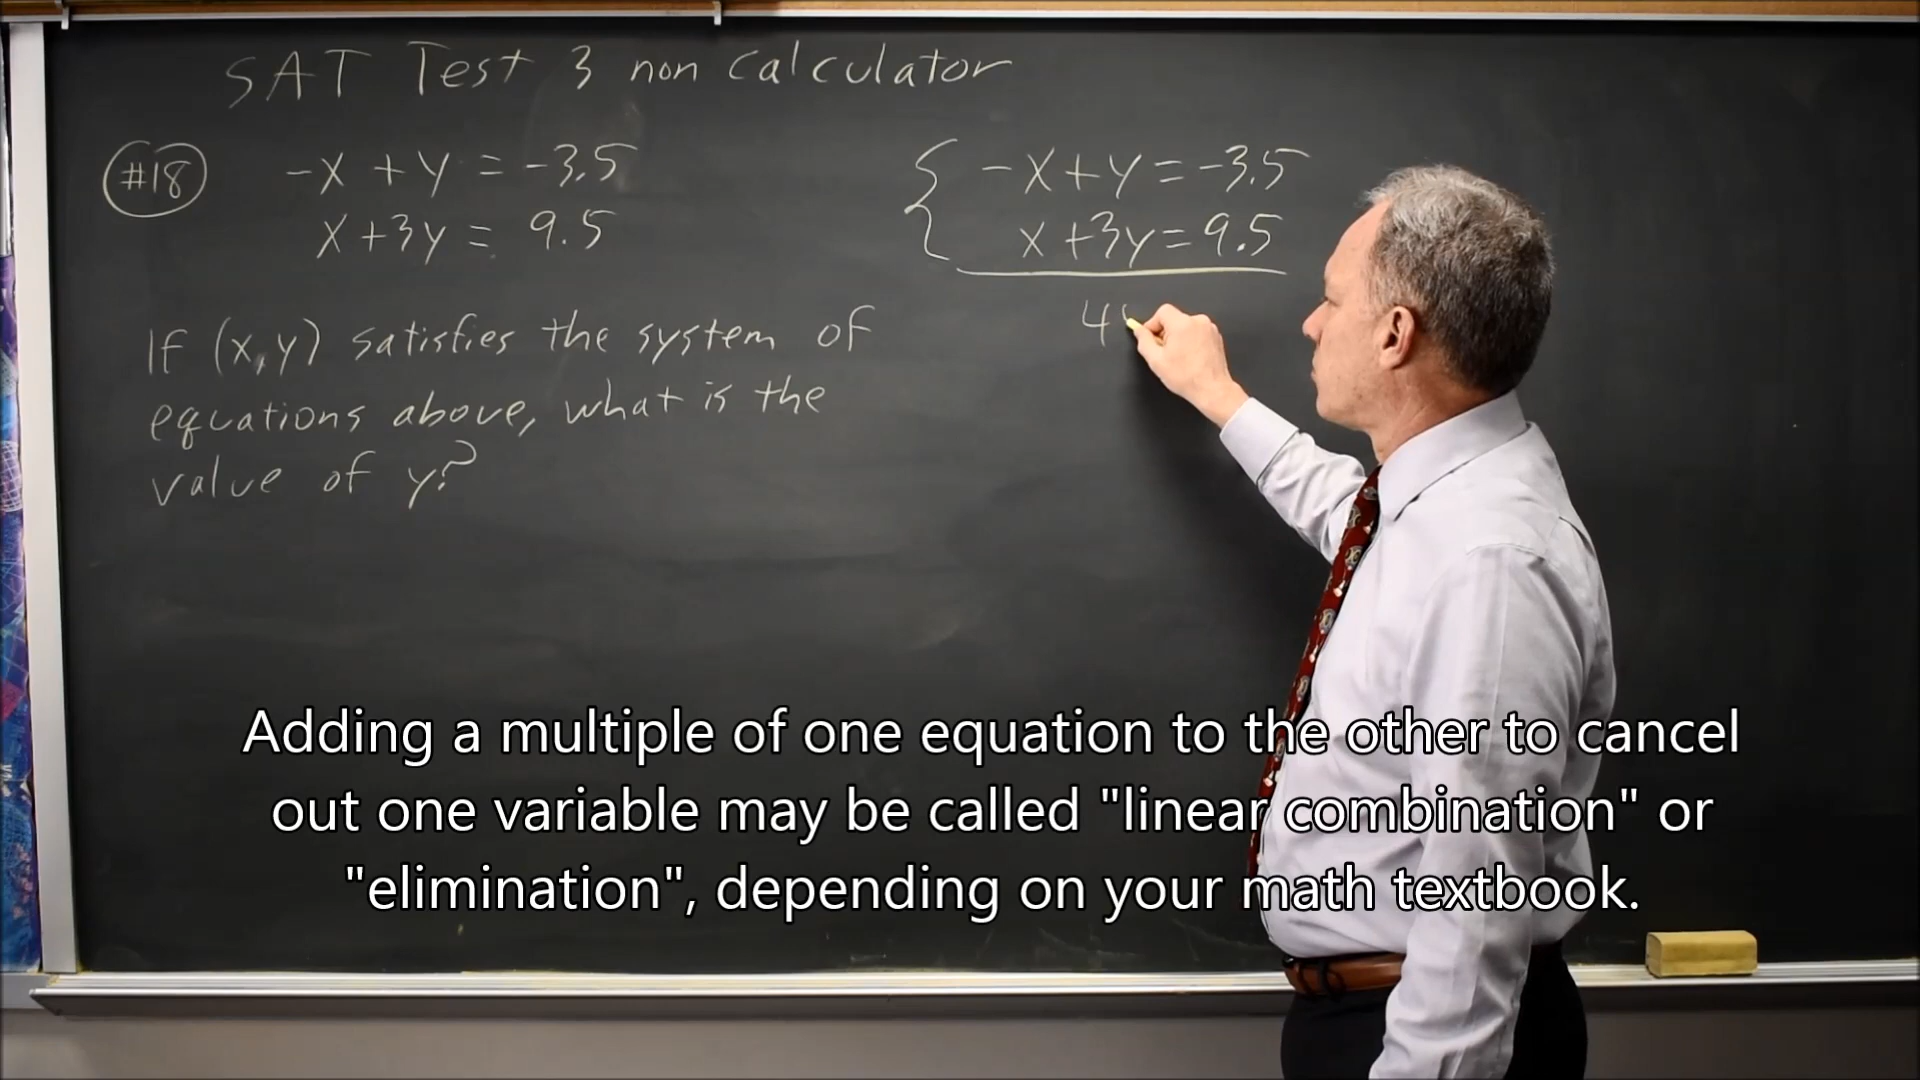 SAT Test 3 non calculator
#18
-x + y = -3.5
x + 3y = 9.5
If (x, y) satisfies the system of
equations above, what is the
value of y?
{ -x + y = -3.5
x + 3y = 9.5
4
Adding a multiple of one equation to the other to cancel
out one variable may be called "linear combination" or
"elimination", depending on your math textbook.